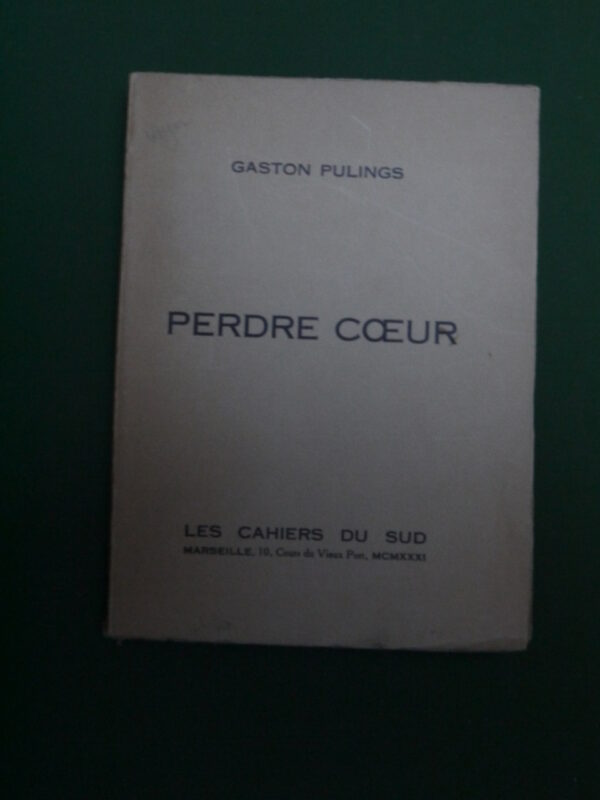 GASTON PULINGS
PERDRE CŒUR
LES CAHIERS DU SUD
MARSEILLE, 10, Cours du Vieux Port, MCMXXXI